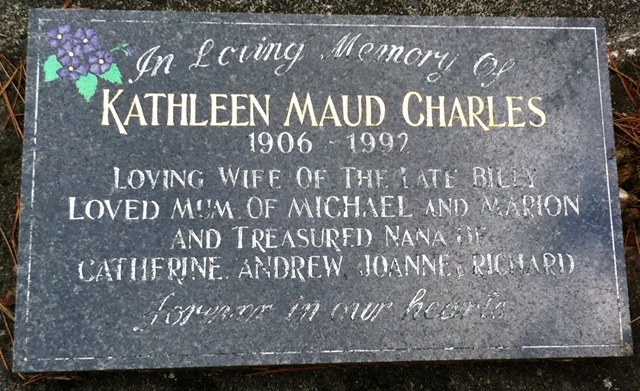 In Loving Memory Of
KATHLEEN MAUD CHARLES
1906 - 1992
LOVING WIFE OF THE LATE BILLY
LOVED MUM OF MICHAEL AND MARION
AND TREASURED NANA OF
CATHERINE, ANDREW, JOANNE, RICHARD
Forever in our hearts